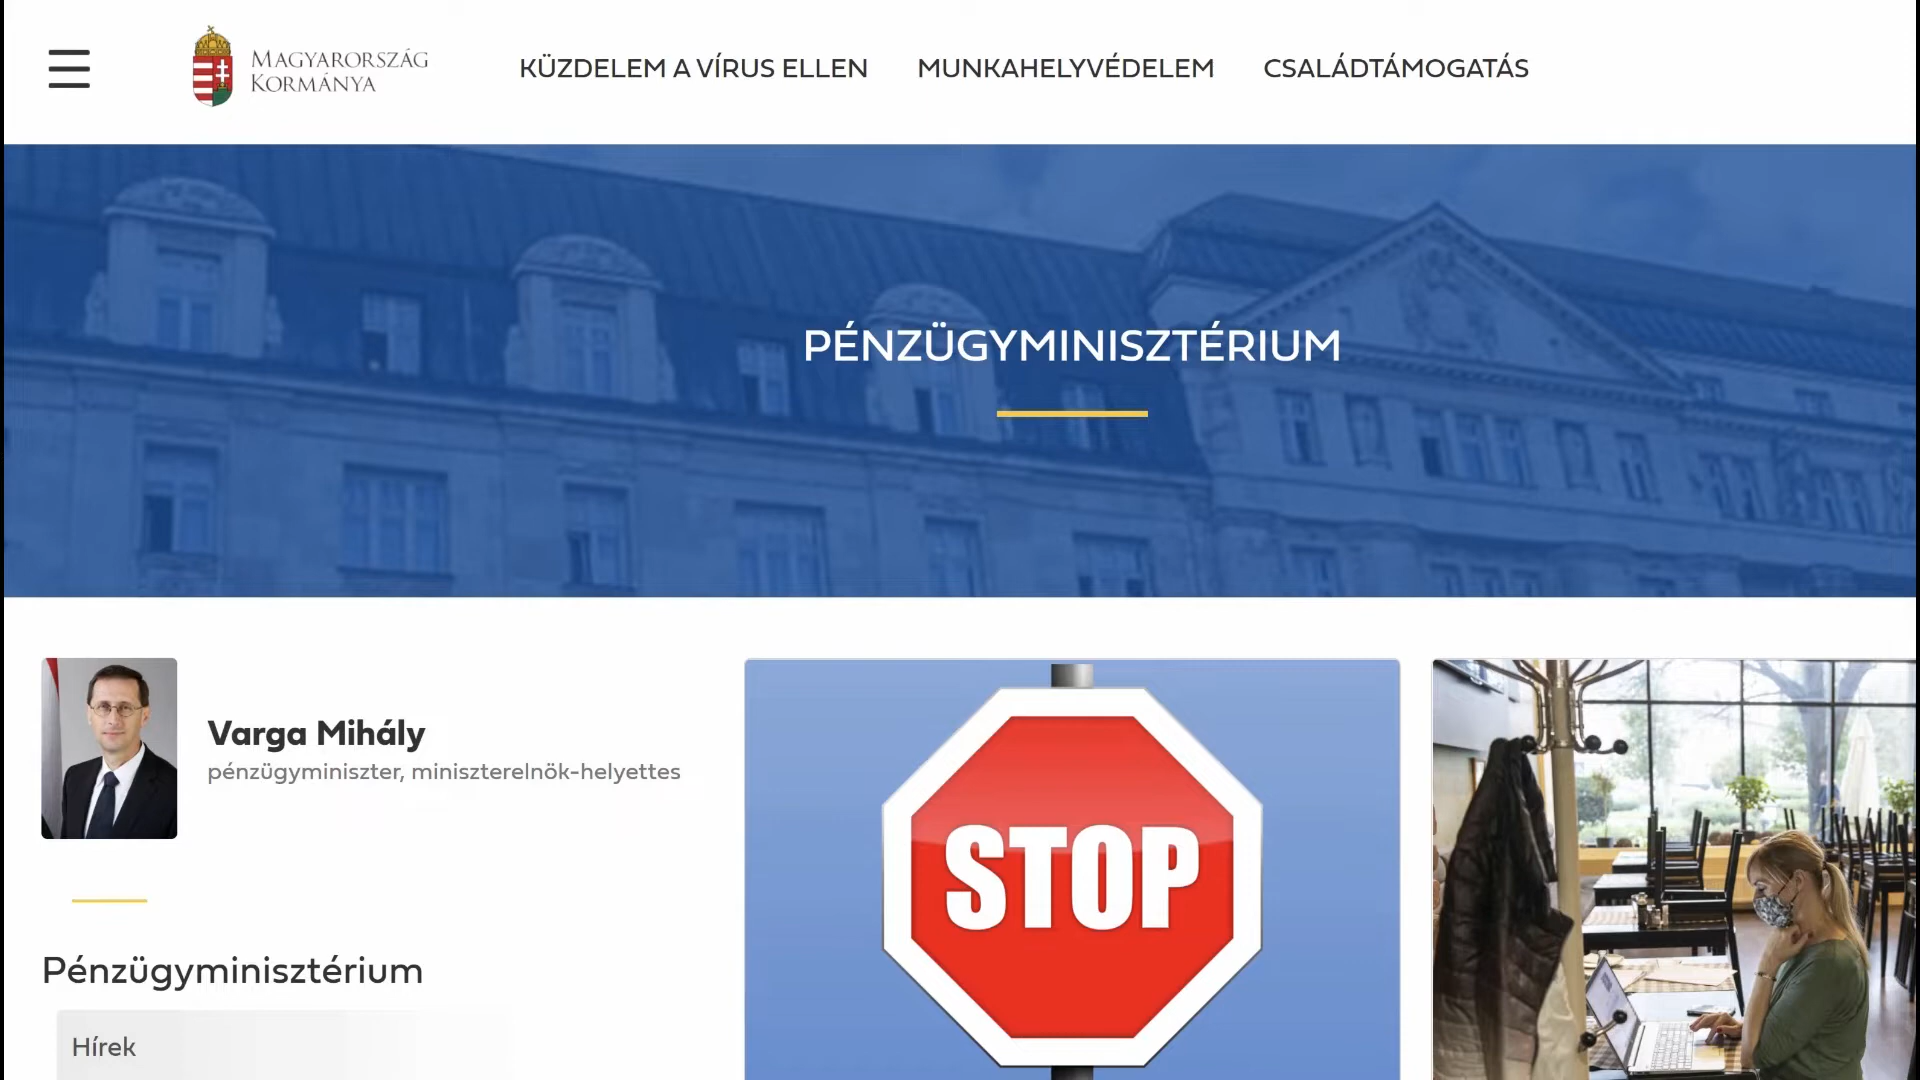 MAGYARORSZÁG
KORMÁNYA
KÜZDELEM A VÍRUS ELLEN
MUNKAHELYVÉDELEM
CSALÁDTÁMOGATÁS
PÉNZÜGYMINISZTÉRIUM
Varga Mihály
pénzügyminiszter, miniszterelnök-helyettes
Pénzügyminisztérium
Hírek
STOP